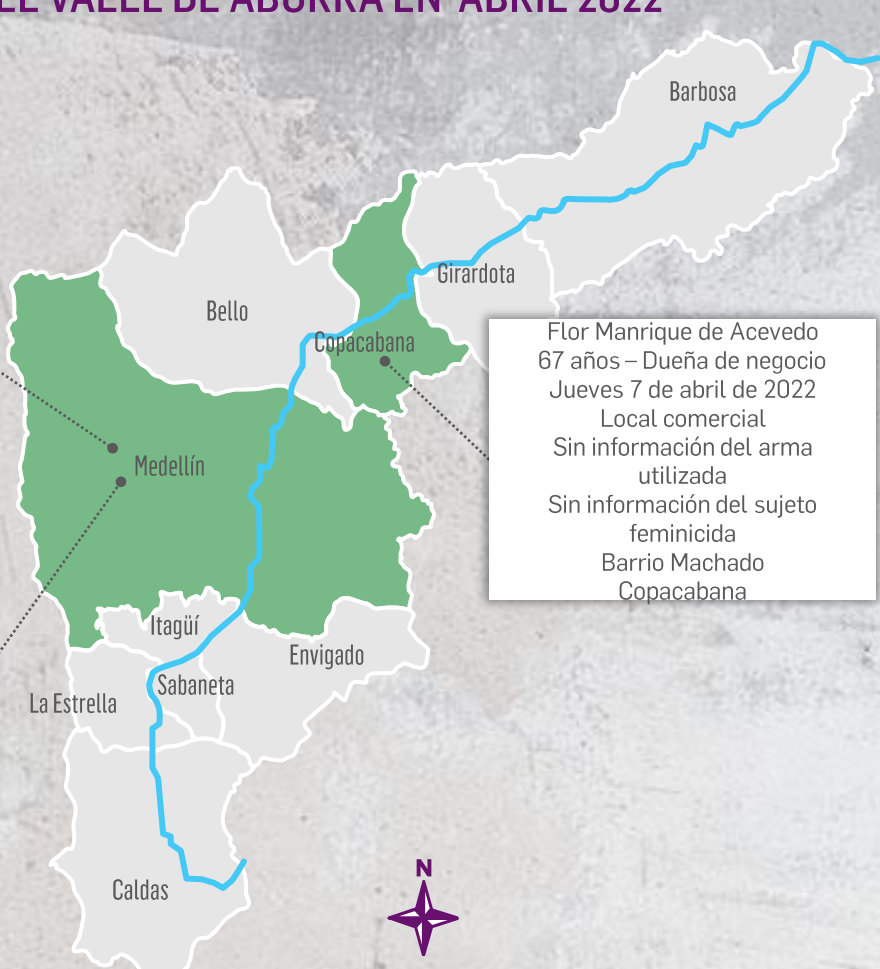 EL VALLE DE ABURRÁ EN ABRIL 2022
Barbosa
Girardota
Bello
Copacabana
Flor Manrique de Acevedo
67 años – Dueña de negocio
Jueves 7 de abril de 2022
Local comercial
Sin información del arma
utilizada
Sin información del sujeto
feminicida
Barrio Machado
Copacabana
Medellín
Itagüí
Envigado
Sabaneta
La Estrella
Caldas
N